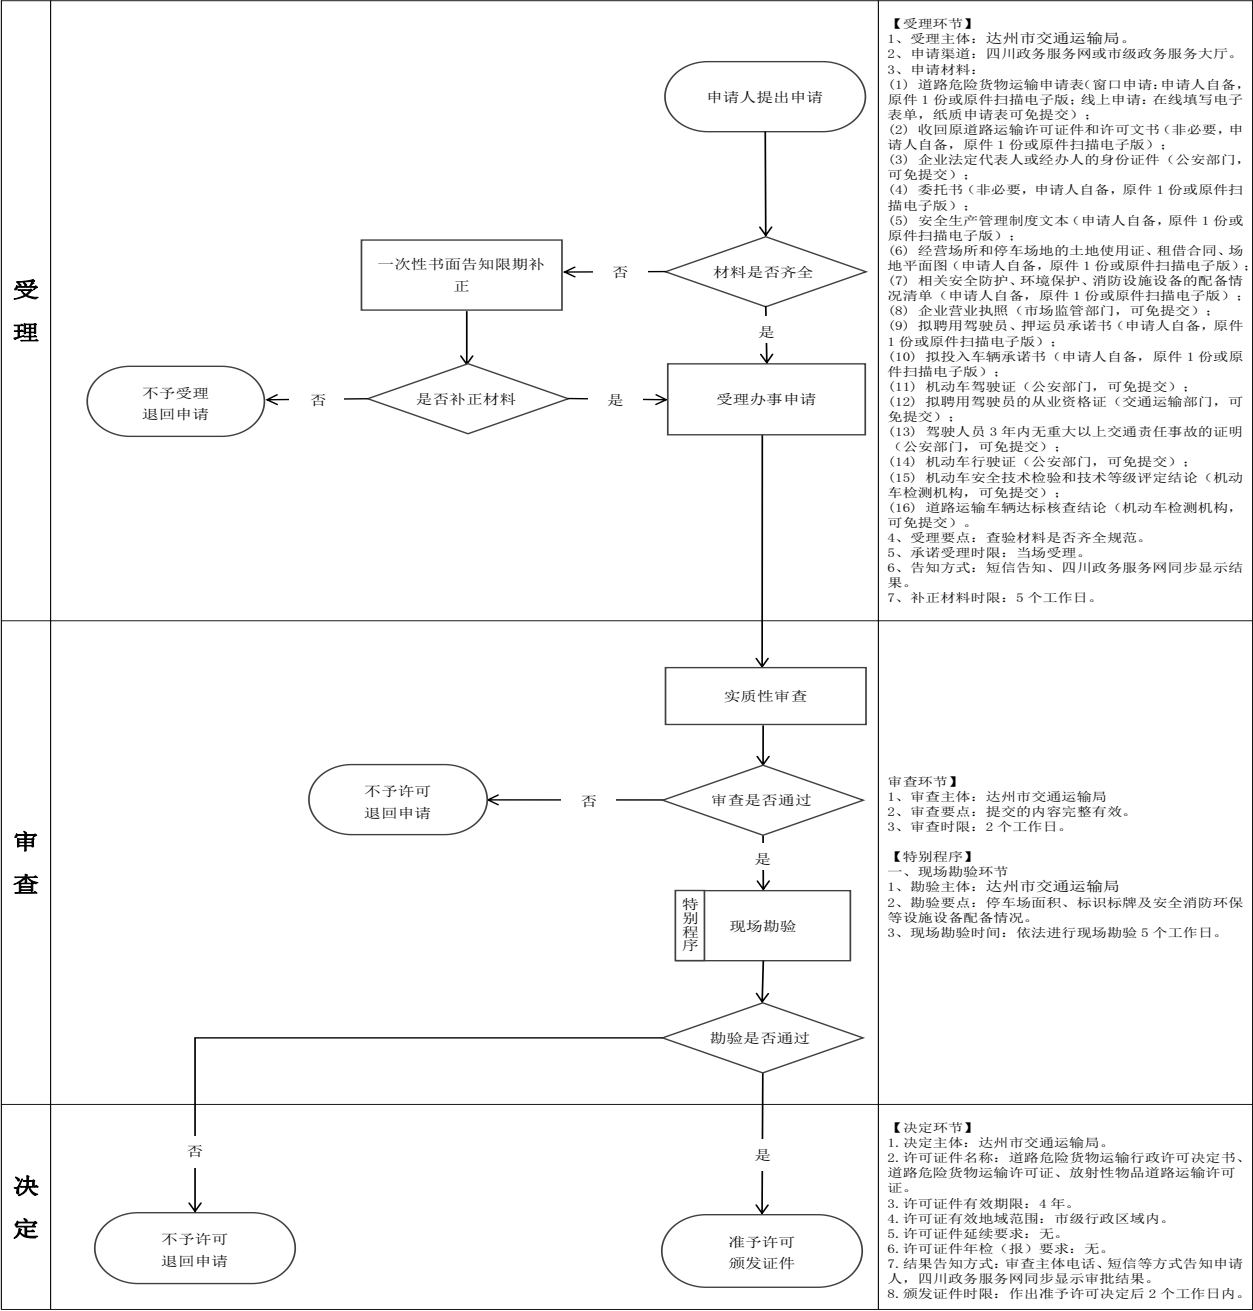 受
理
申请人提出申请
材料是否齐全
否
一次性书面告知限期补
正
是
是否补正材料
否
不予受理
退回申请
是
受理办事申请
【受理环节】
1、受理主体：达州市交通运输局。
2、申请渠道：四川政务服务网或市级政务服务大厅。
3、申请材料：
(1) 道路危险货物运输申请表（窗口申请：申请人自备，
原件 1 份或原件扫描电子版；线上申请：在线填写电子
表单，纸质申请表可免提交）；
(2) 收回原道路运输许可证件和许可文书（非必要，申
请人自备，原件 1 份或原件扫描电子版）；
(3) 企业法定代表人或经办人的身份证件（公安部门，
可免提交）；
(4) 委托书（非必要，申请人自备，原件 1 份或原件扫
描电子版）；
(5) 安全生产管理制度文本（申请人自备，原件 1 份或
原件扫描电子版）；
(6) 经营场所和停车场地的土地使用证、租借合同、场
地平面图（申请人自备，原件 1 份或原件扫描电子版）；
(7) 相关安全防护、环境保护、消防设施设备的配备情
况清单（申请人自备，原件 1 份或原件扫描电子版）；
(8) 企业营业执照（市场监管部门，可免提交）；
(9) 拟聘用驾驶员、押运员承诺书（申请人自备，原件
1 份或原件扫描电子版）；
(10) 拟投入车辆承诺书（申请人自备，原件 1 份或原
件扫描电子版）；
(11) 机动车驾驶证（公安部门，可免提交）；
(12) 拟聘用驾驶员的从业资格证（交通运输部门，可
免提交）；
(13) 驾驶人员 3 年内无重大以上交通责任事故的证明
（公安部门，可免提交）；
(14) 机动车行驶证（公安部门，可免提交）；
(15) 机动车安全技术检验和技术等级评定结论（机动
车检测机构，可免提交）；
(16) 道路运输车辆达标核查结论（机动车检测机构，
可免提交）。
4、受理要点：查验材料是否齐全规范。
5、承诺受理时限：当场受理。
6、告知方式：短信告知、四川政务服务网同步显示结
果。
7、补正材料时限：5 个工作日。
审
查
实质性审查
审查是否通过
否
不予许可
退回申请
是
特别程序
现场勘验
勘验是否通过
审查环节】
1、审查主体：达州市交通运输局
2、审查要点：提交的内容完整有效。
3、审查时限：2 个工作日。
【特别程序】
一、现场勘验环节
1、勘验主体：达州市交通运输局
2、勘验要点：停车场面积、标识标牌及安全消防环保
等设施设备配备情况。
3、现场勘验时间：依法进行现场勘验 5 个工作日。
决
定
否
不予许可
退回申请
是
准予许可
颁发证件
【决定环节】
1. 决定主体：达州市交通运输局。
2. 许可证件名称：道路危险货物运输行政许可决定书、
道路危险货物运输许可证、放射性物品道路运输许可
证。
3. 许可证件有效期限：4 年。
4. 许可证有效地域范围：市级行政区域内。
5. 许可证件延续要求：无。
6. 许可证件年检（报）要求：无。
7. 结果告知方式：审查主体电话、短信等方式告知申请
人，四川政务服务网同步显示审批结果。
8. 颁发证件时限：作出准予许可决定后 2 个工作日内。